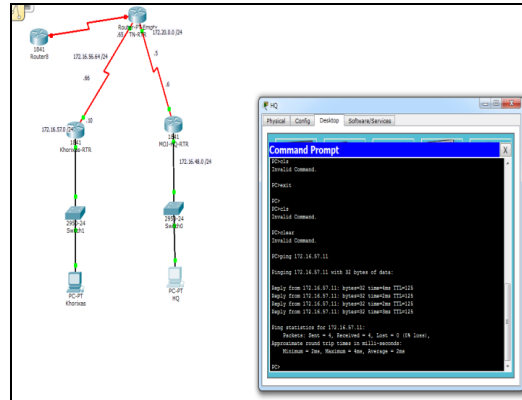 Router-PT-Empty
TN-RTR
1841
Router8
.65
172.20.0.0 /24
172.16.56.64 /24
.5
.66
.6
.10
172.16.57.0 /24
1841
Khorixas-RTR
1841
MOJ-HQ-RTR
172.16.48.0 /24
2950-24
Switch1
2950-24
Switch0
PC-PT
Khorixas
PC-PT
HQ
HQ
Physical
Config
Desktop
Software/Services
Command Prompt
X
PC>cls
Invalid Command.
PC>exit
PC>
PC>cls
Invalid Command.
PC>clear
Invalid Command.
PC>ping 172.16.57.11
Pinging 172.16.57.11 with 32 bytes of data:
Reply from 172.16.57.11: bytes=32 time=4ms TTL=125
Reply from 172.16.57.11: bytes=32 time=2ms TTL=125
Reply from 172.16.57.11: bytes=32 time=2ms TTL=125
Reply from 172.16.57.11: bytes=32 time=3ms TTL=125
Ping statistics for 172.16.57.11:
Packets: Sent = 4, Received = 4, Lost = 0 (0% loss),
Approximate round trip times in milli-seconds:
Minimum = 2ms, Maximum = 4ms, Average = 2ms
PC>